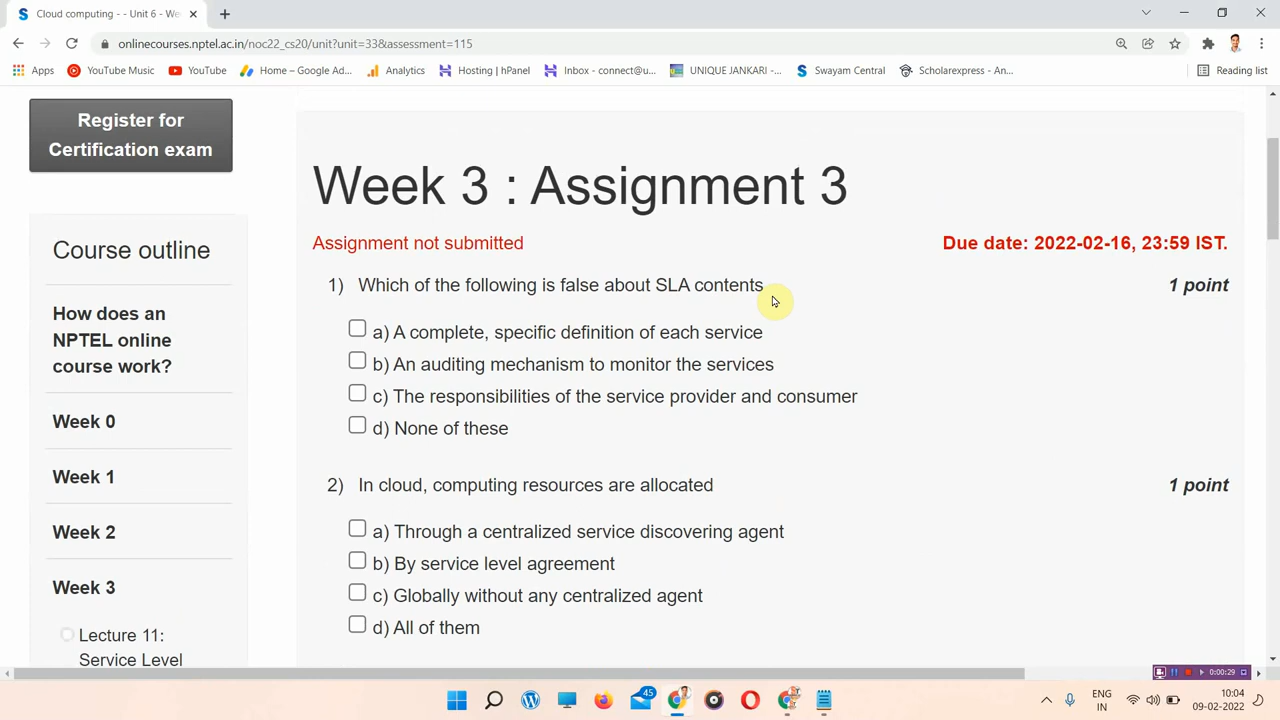 Cloud computing - - Unit 6 - We
onlinecourses.nptel.ac.in/noc22_cs20/unit?unit=33&assessment=115
Apps
YouTube Music
YouTube
Home – Google Ad...
Analytics
Hosting | hPanel
Inbox - connect@u...
UNIQUE JANKARI -...
Swayam Central
Scholarexpress - An...
Reading list
Register for
Certification exam
Course outline
How does an
NPTEL online
course work?
Week 0
Week 1
Week 2
Week 3
Lecture 11:
Service Level
Week 3 : Assignment 3
Assignment not submitted
Due date: 2022-02-16, 23:59 IST.
1) Which of the following is false about SLA contents
1 point
a) A complete, specific definition of each service
b) An auditing mechanism to monitor the services
c) The responsibilities of the service provider and consumer
d) None of these
2) In cloud, computing resources are allocated
1 point
a) Through a centralized service discovering agent
b) By service level agreement
c) Globally without any centralized agent
d) All of them
0:00:29
45
ENG
IN
10:04
09-02-2022